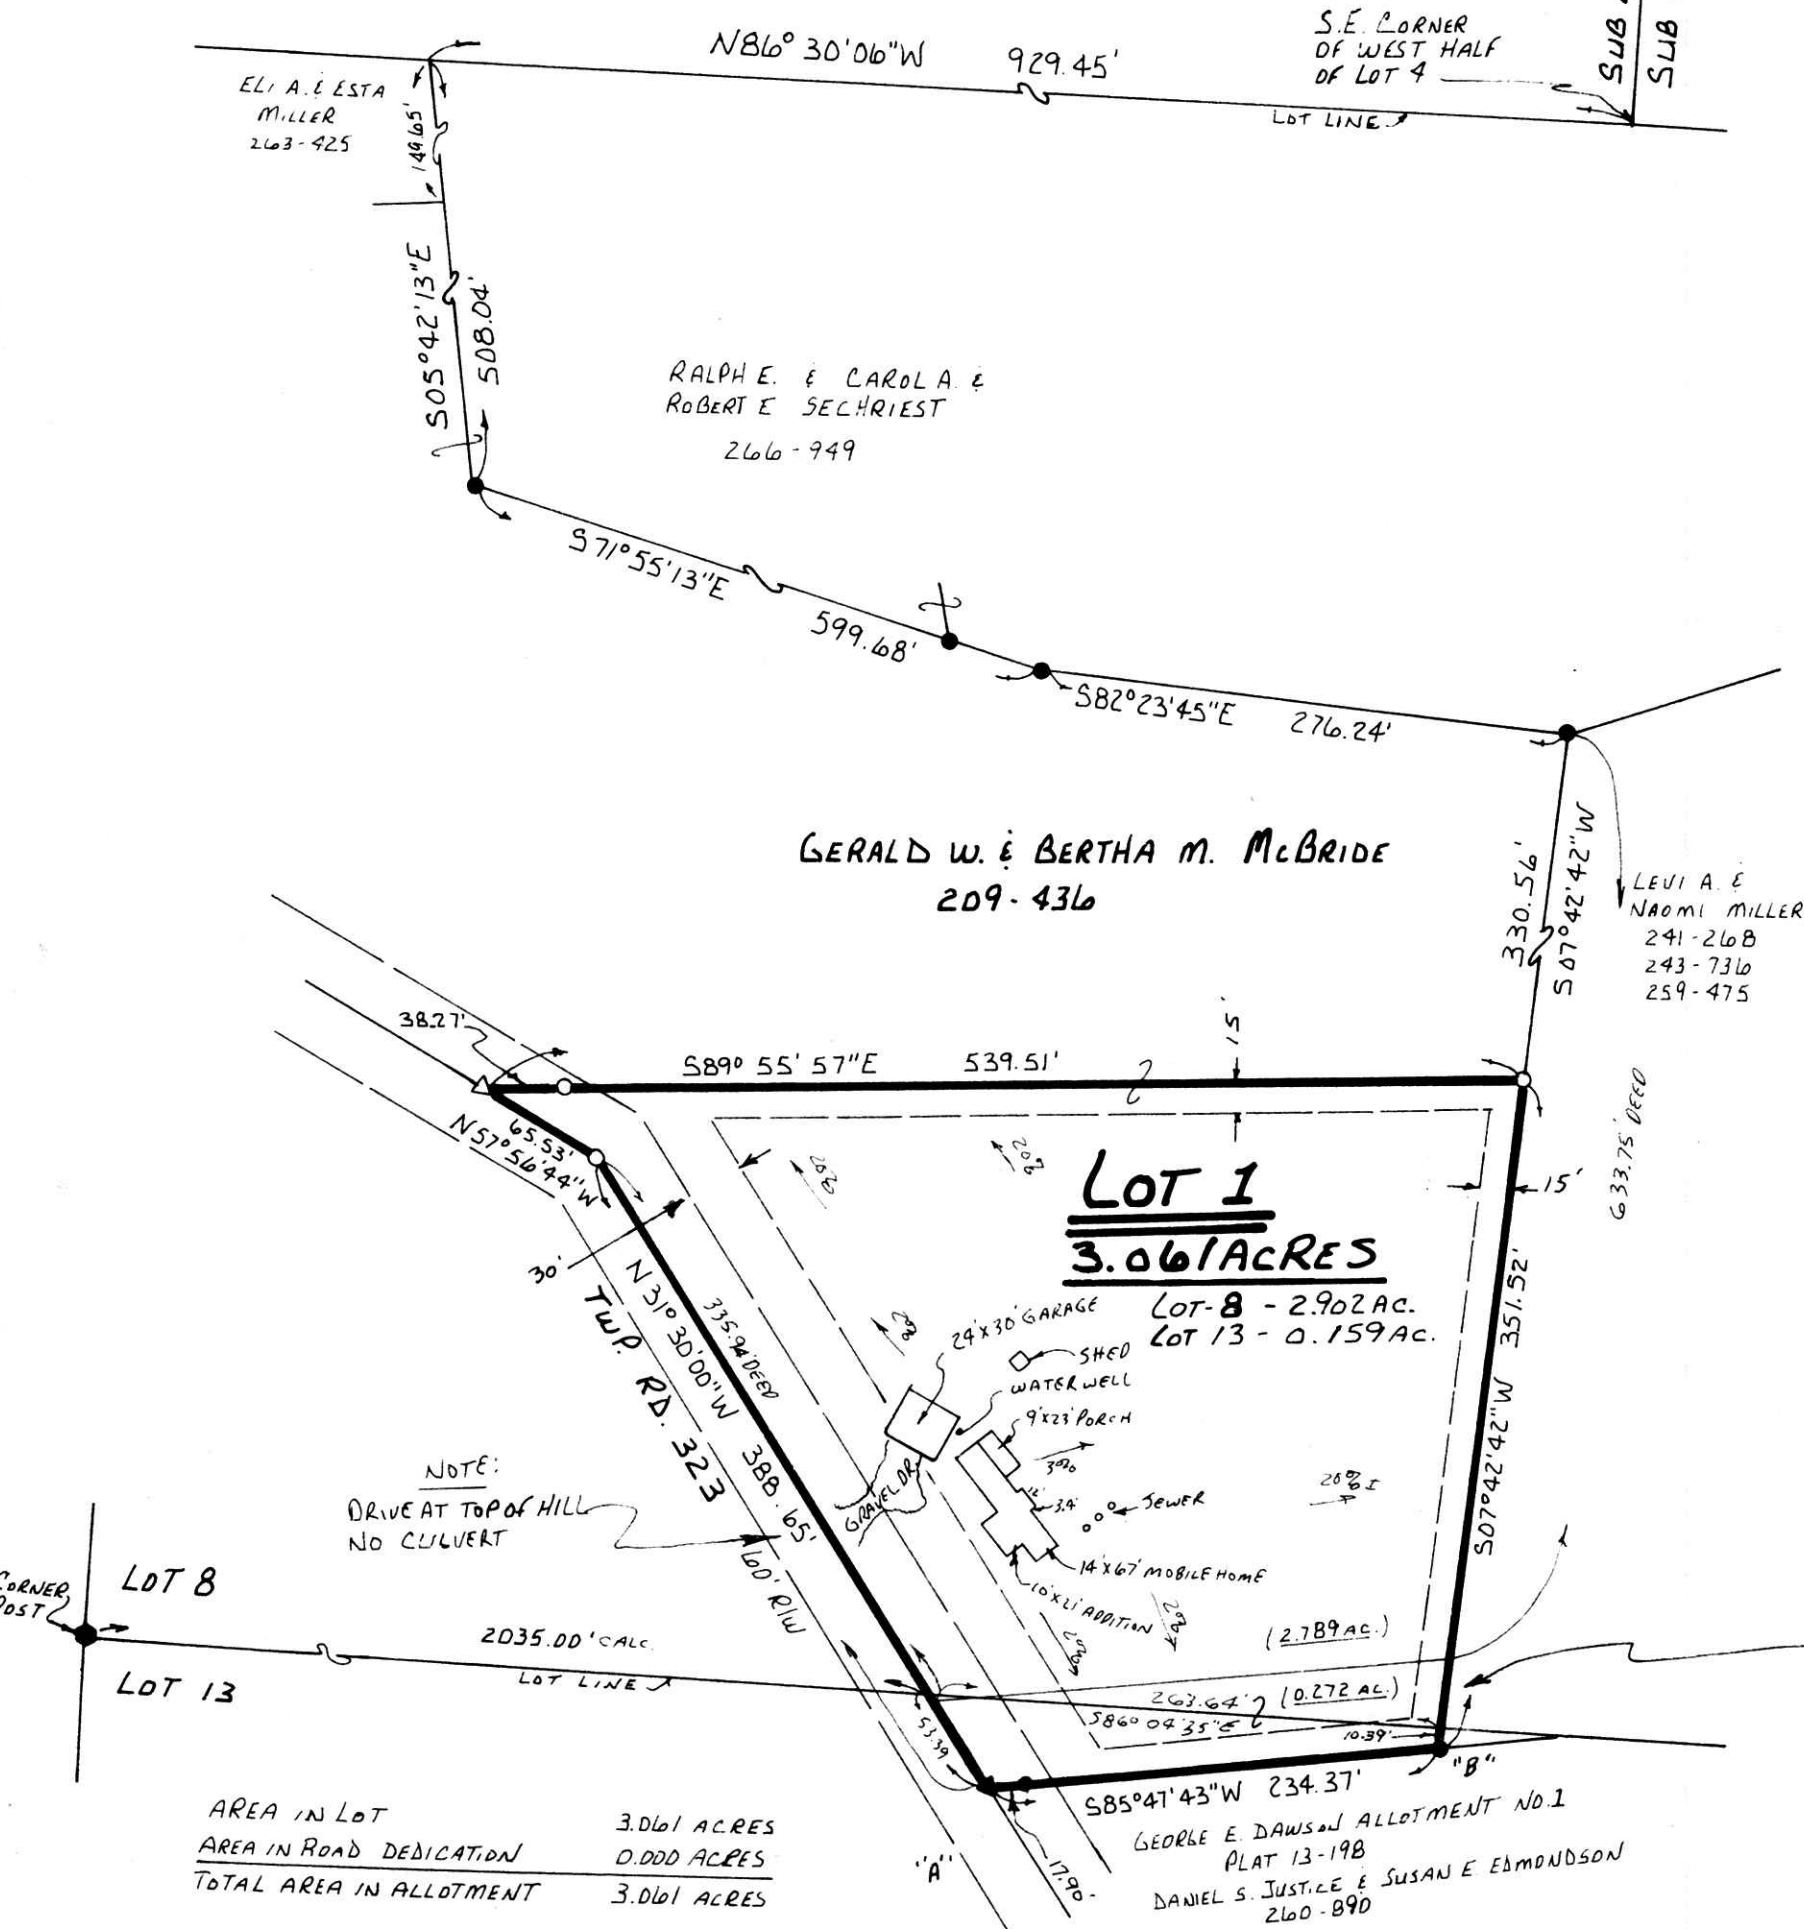 N86° 30' 06" W 929.45'
S.E. CORNER
OF WEST HALF
OF LOT 4
SUB
SUB
LOT LINE
ELI A. & ESTA
MILLER
263-425
149.65'
S05° 42' 13" E
508.04'
RALPH E. & CAROL A. &
ROBERT E SECHRIEST
266-949
S71° 55' 13" E
599.68'
S82° 23' 45" E 276.24'
GERALD W. & BERTHA M. McBRIDE
209-436
330.56'
S07° 42' 42" W
LEVI A. &
NAOMI MILLER
241-268
243-736
259-475
38.27'
S89° 55' 57" E 539.51'
15'
65.53'
N57° 56' 44" W
LOT 1
3.061 ACRES
LOT-8 - 2.902 AC.
LOT 13 - 0.159 AC.
15'
633.75' DEED
351.52'
S07° 42' 42" W
30'
TWP. RD. 323
N31° 30' 00" W 388.65'
335.94' DEED
24'X30' GARAGE
SHED
WATER WELL
9'X23' PORCH
3%
12'
SEWER
20% ±
14'X67' MOBILE HOME
10'X21' ADDITION
GRAVEL DR.
NOTE:
DRIVE AT TOP OF HILL
NO CULVERT
60' R/W
CORNER
POST
LOT 8
2035.00' CALC.
LOT LINE
LOT 13
(2.789 AC.)
263.64' (0.272 AC.)
S86° 04' 35" E
10.39'
53.39
"B"
S85° 47' 43" W 234.37'
GEORGE E. DAWSON ALLOTMENT NO. 1
PLAT 13-198
DANIEL S. JUSTICE & SUSAN E. EDMONDSON
260-890
"A"
17.90'
AREA IN LOT 3.061 ACRES
AREA IN ROAD DEDICATION 0.000 ACRES
TOTAL AREA IN ALLOTMENT 3.061 ACRES